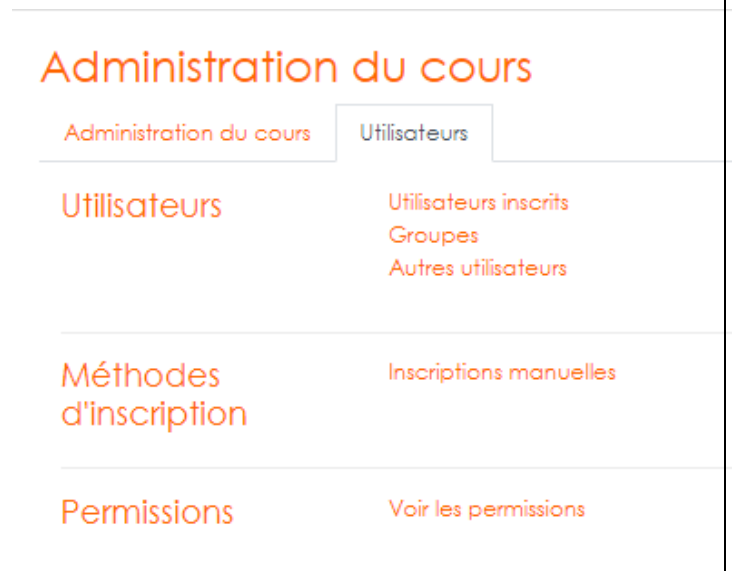 Administration du cours
Administration du cours
Utilisateurs
Utilisateurs
Utilisateurs inscrits
Groupes
Autres utilisateurs
Méthodes
d'inscription
Inscriptions manuelles
Permissions
Voir les permissions